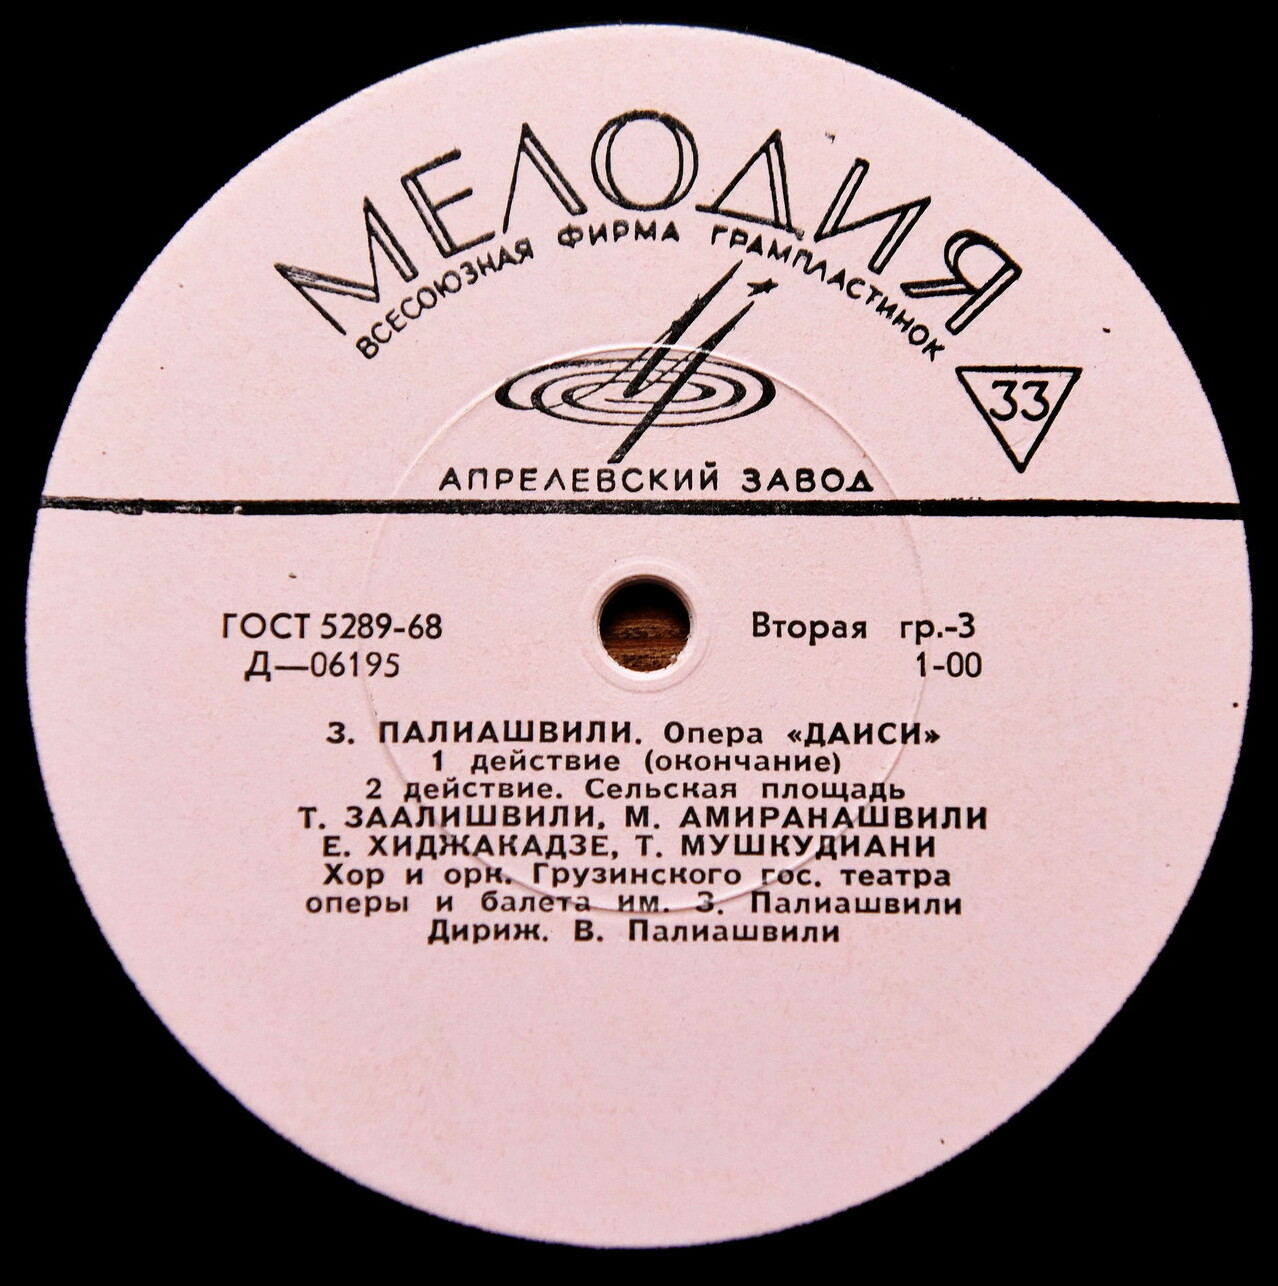 МЕЛОДИЯ
ВСЕСОЮЗНАЯ ФИРМА ГРАМПЛАСТИНОК
33
АПРЕЛЕВСКИЙ ЗАВОД
ГОСТ 5289-68 Вторая гр.-3
Д—06195 1-00
З. ПАЛИАШВИЛИ. Опера «ДАИСИ»
1 действие (окончание)
2 действие. Сельская площадь
Т. ЗААЛИШВИЛИ, М. АМИРАНАШВИЛИ
Е. ХИДЖАКАДЗЕ, Т. МУШКУДИАНИ
Хор и орк. Грузинского гос. театра
оперы и балета им. З. Палиашвили
Дириж. В. Палиашвили